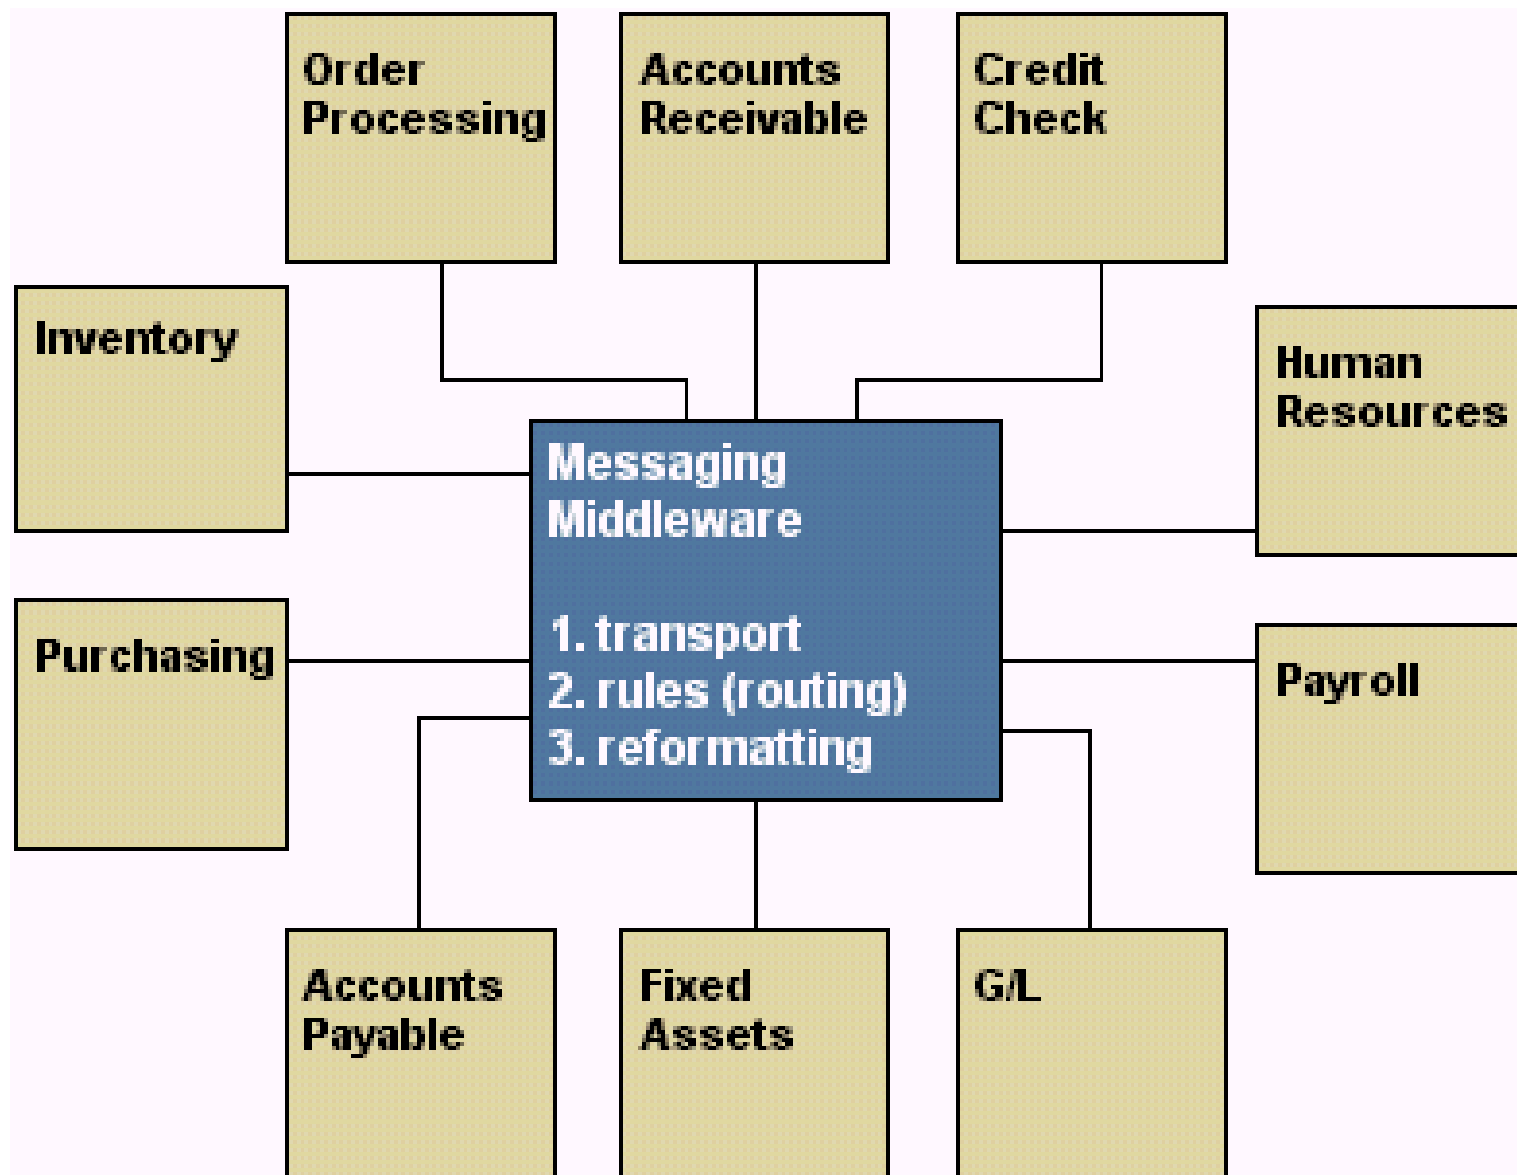 Order
Processing
Accounts
Receivable
Credit
Check
Inventory
Human
Resources
Messaging
Middleware
1. transport
2. rules (routing)
3. reformatting
Purchasing
Payroll
Accounts
Payable
Fixed
Assets
G/L